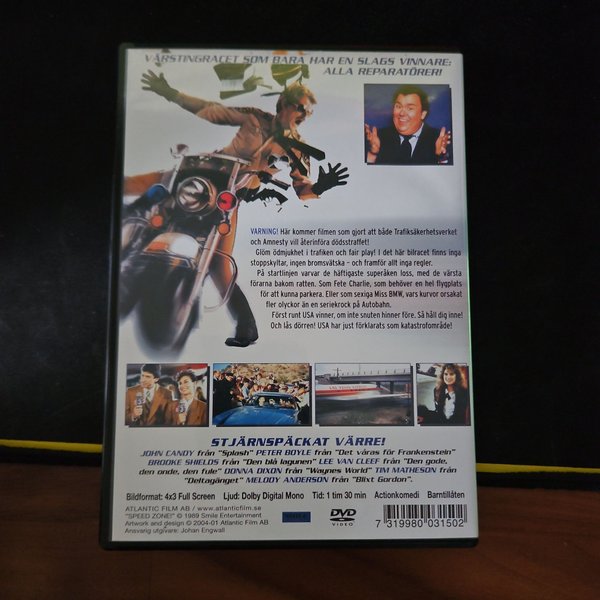 VÄRSTINGRACET SOM BARA HAR EN SLAGS VINNARE:
ALLA REPARATÖRER!
VARNING! Här kommer filmen som gjort att både Trafiksäkerhetsverket
och Amnesty vill återinföra dödsstraffet!
Glöm ödmjukhet i trafiken och fair play! I det här bilracet finns inga
stoppskyltar, ingen bromsvätska – och framför allt inga regler.
På startlinjen varvar de häftigaste superåken loss, med de värsta
förarna bakom ratten. Som Fete Charlie, som behöver en hel flygplats
för att kunna parkera. Eller som sexiga Miss BMW, vars kurvor orsakat
fler olyckor än en seriekrock på Autobahn.
Först runt USA vinner, om inte snuten hinner före. Så håll dig inne!
Och lås dörren! USA har just förklarats som katastrofområde!
STJÄRNSPÄCKAT VÄRRE!
JOHN CANDY från "Splash" PETER BOYLE från "Det våras för Frankenstein"
BROOKE SHIELDS från "Den blå lagunen" LEE VAN CLEEF från "Den gode,
den onde, den fule" DONNA DIXON från "Waynes World" TIM MATHESON från
"Deltagänget" MELODY ANDERSON från "Blixt Gordon".
Bildformat: 4x3 Full Screen Ljud: Dolby Digital Mono Tid: 1 tim 30 min Actionkomedi Barntillåten
ATLANTIC FILM AB / www.atlanticfilm.se
"SPEED ZONE!" © 1989 Smile Entertainment
Artwork and design © 2004-01 Atlantic Film AB
Ansvarig utgivare: Johan Engwall
DVD
VIDEO
7 319980 031502